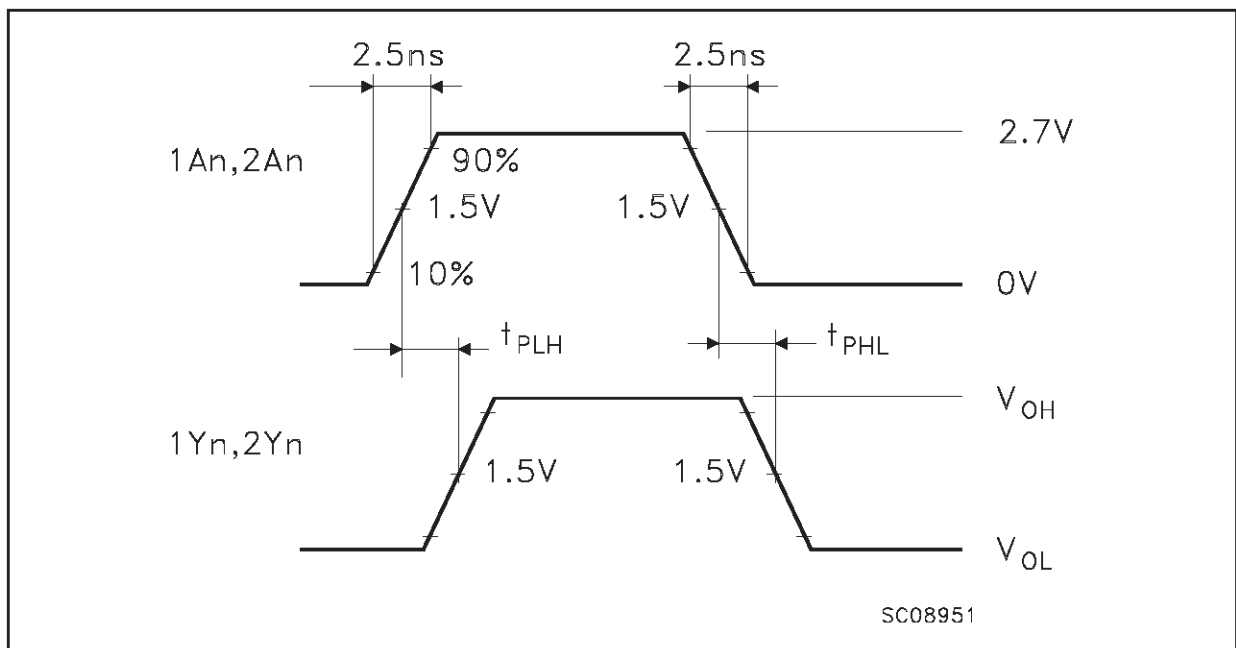 2.5ns 2.5ns
2.7V
1An,2An 90%
1.5V 1.5V
10% 0V
tPLH tPHL
VOH
1Yn,2Yn
1.5V 1.5V
VOL
SC08951